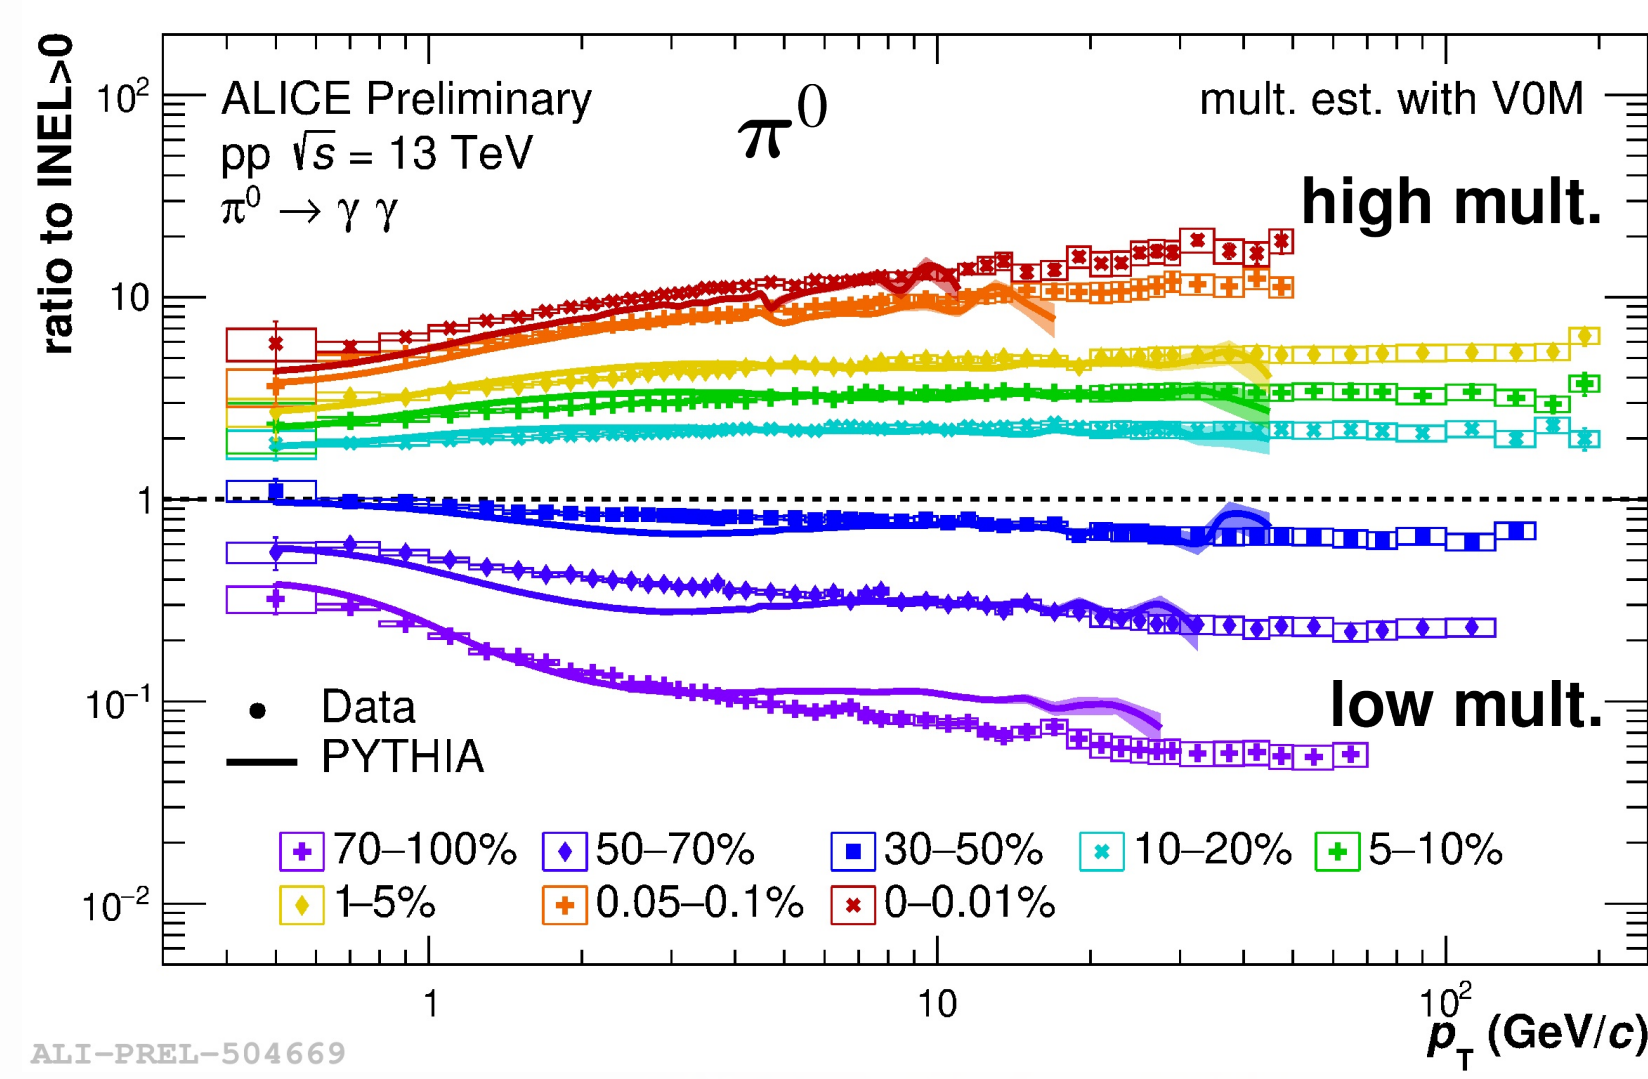 ratio to INEL>0
ALICE Preliminary
pp √s = 13 TeV
π⁰ → γ γ
π⁰
mult. est. with V0M
high mult.
low mult.
10²
10
1
10⁻¹
10⁻²
Data
PYTHIA
70–100% 50–70% 30–50% 10–20% 5–10%
1–5% 0.05–0.1% 0–0.01%
1 10 10²
p_T (GeV/c)
ALI-PREL-504669